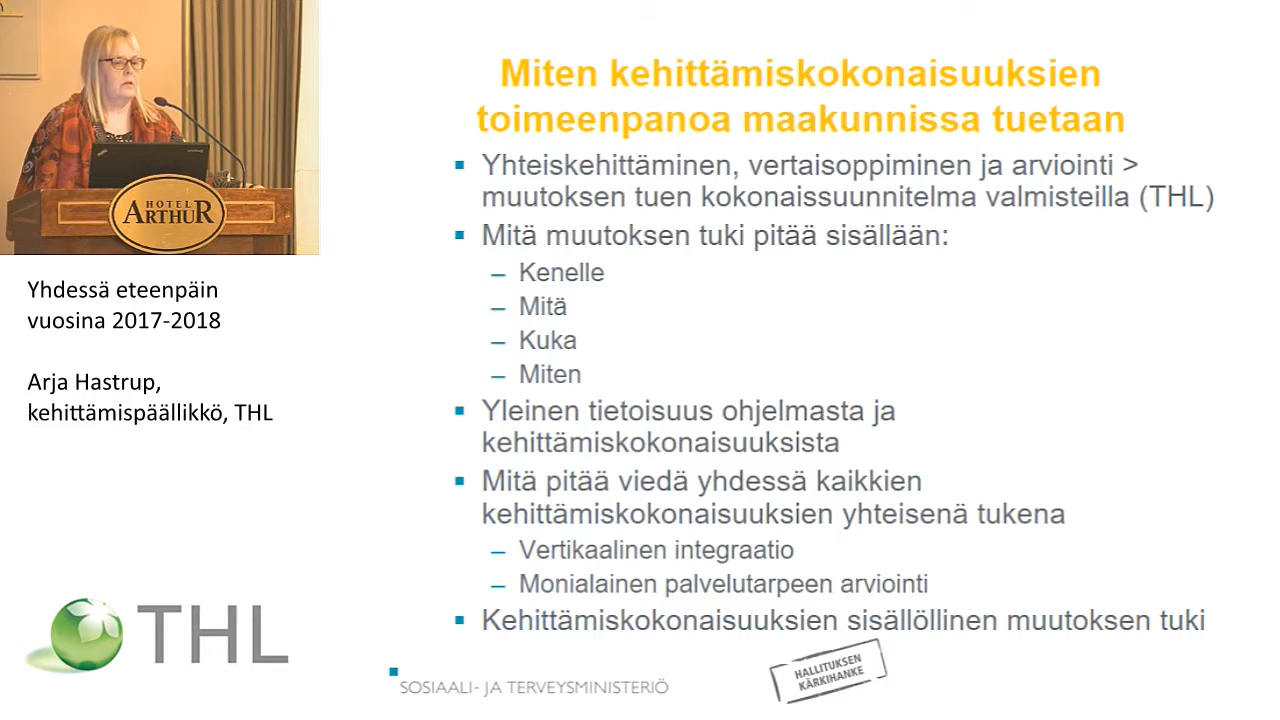 HOTEL
ARTHUR
Yhdessä eteenpäin
vuosina 2017-2018
Arja Hastrup,
kehittämispäällikkö, THL
THL
Miten kehittämiskokonaisuuksien
toimeenpanoa maakunnissa tuetaan
Yhteiskehittäminen, vertaisoppiminen ja arviointi >
muutoksen tuen kokonaissuunnitelma valmisteilla (THL)
Mitä muutoksen tuki pitää sisällään:
– Kenelle
– Mitä
– Kuka
– Miten
Yleinen tietoisuus ohjelmasta ja
kehittämiskokonaisuuksista
Mitä pitää viedä yhdessä kaikkien
kehittämiskokonaisuuksien yhteisenä tukena
– Vertikaalinen integraatio
– Monialainen palvelutarpeen arviointi
Kehittämiskokonaisuuksien sisällöllinen muutoksen tuki
SOSIAALI- JA TERVEYSMINISTERIÖ
HALLITUKSEN
KÄRKIHANKE